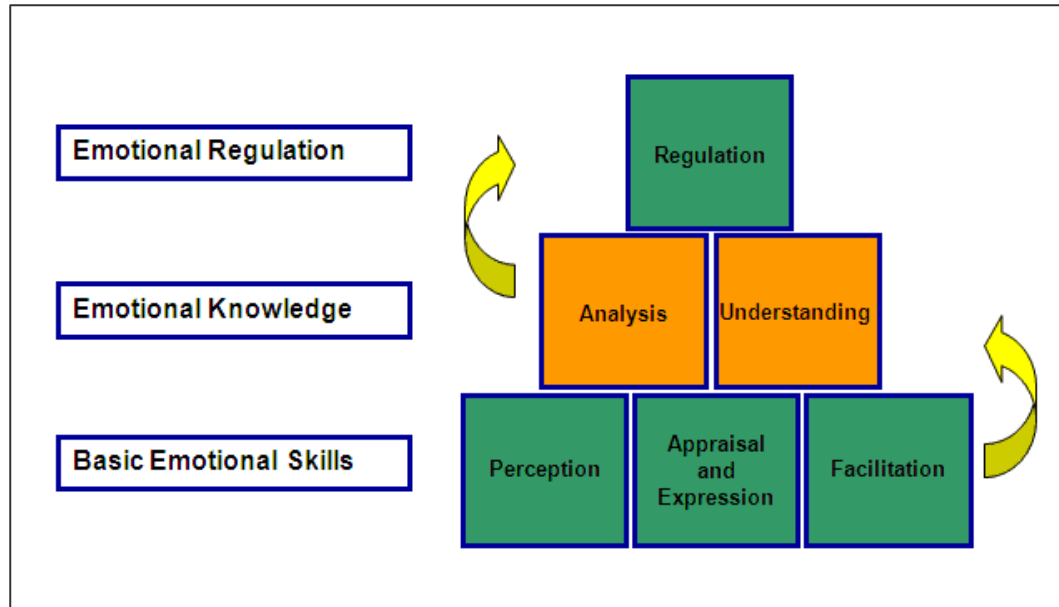 Emotional Regulation
Regulation
Emotional Knowledge
Analysis
Understanding
Basic Emotional Skills
Perception
Appraisal
and
Expression
Facilitation